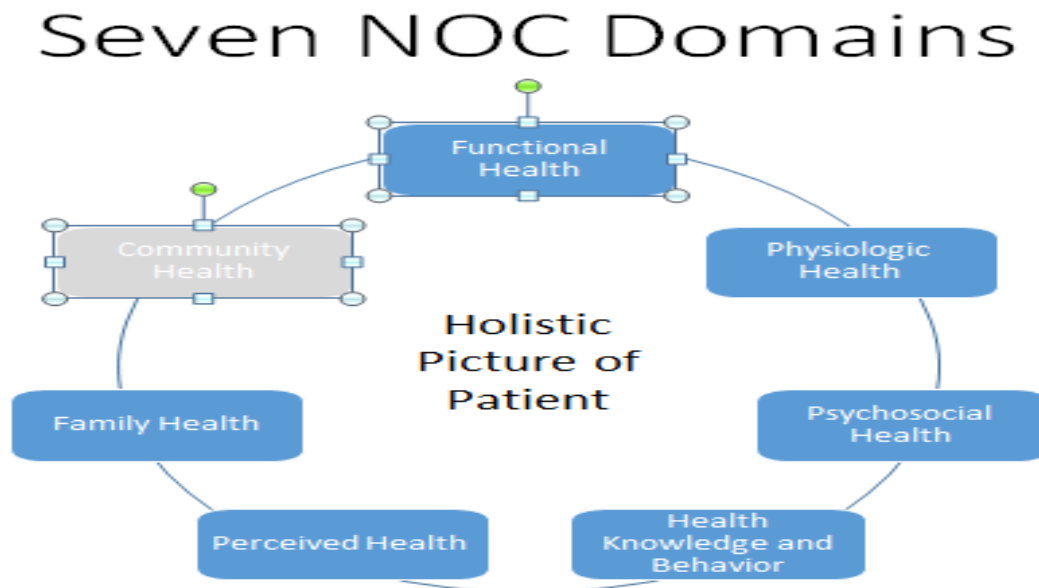 Seven NOC Domains
Functional
Health
Community
Health
Physiologic
Health
Holistic
Picture of
Patient
Family Health
Psychosocial
Health
Perceived Health
Health
Knowledge and
Behavior